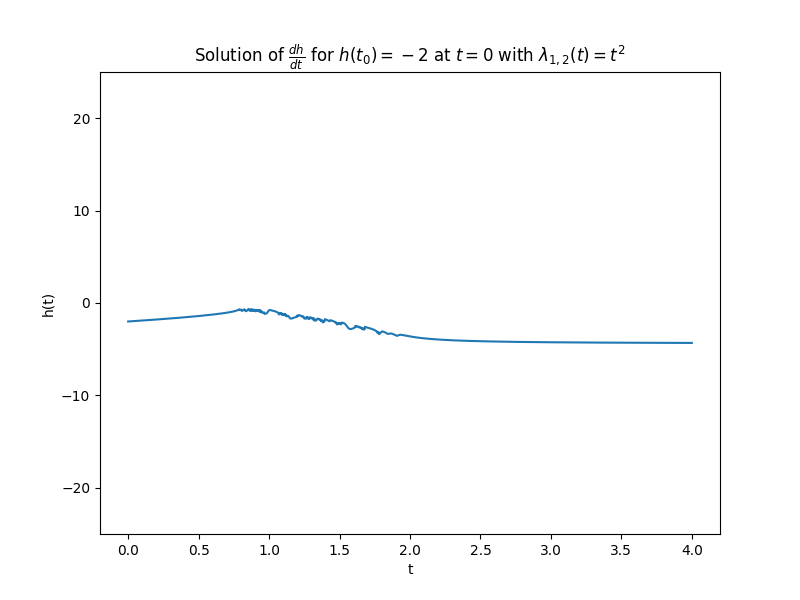 Solution of $\frac{dh}{dt}$ for $h(t_0) = -2$ at $t = 0$ with $\lambda_{1,2}(t) = t^2$
20
10
0
−10
−20
h(t)
0.0 0.5 1.0 1.5 2.0 2.5 3.0 3.5 4.0
t